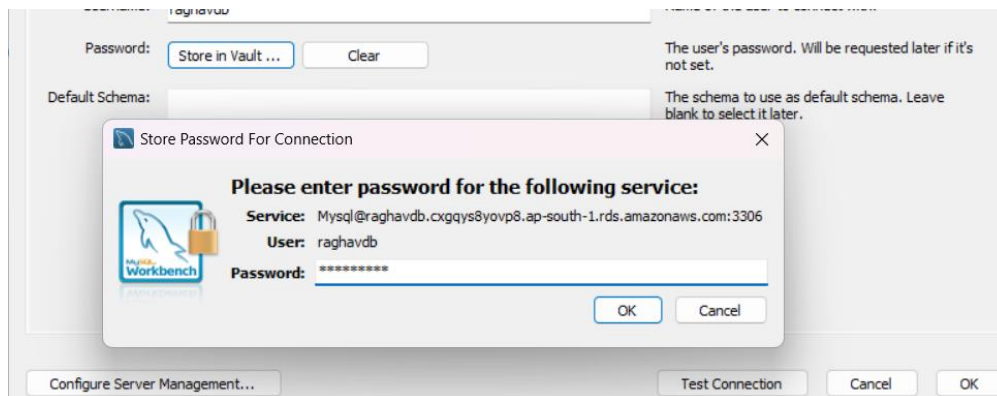 raghavdb
Password:
Store in Vault ...
Clear
The user's password. Will be requested later if it's
not set.
Default Schema:
The schema to use as default schema. Leave
blank to select it later.
Store Password For Connection
Please enter password for the following service:
Service: Mysql@raghavdb.cxgqys8yovp8.ap-south-1.rds.amazonaws.com:3306
User: raghavdb
Password: *********
MySQL
Workbench
OK
Cancel
Configure Server Management...
Test Connection
Cancel
OK